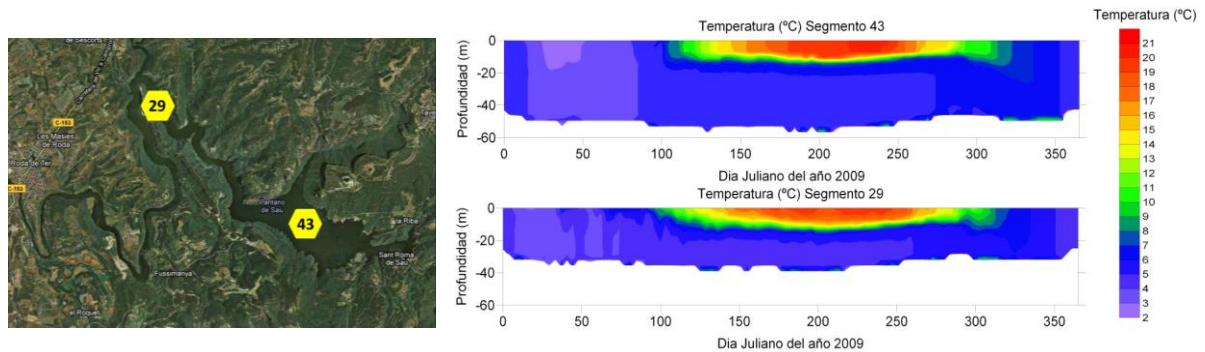 de Sescorts
29
C-153
Les Masies
de Roda
Roda de Ter
C-153
Pantano
de Sau
43
la Riba
Sant Romà
de Sau
Fussimanya
el Roquet
Temperatura (ºC) Segmento 43
Profundidad (m)
0
-20
-40
-60
0 50 100 150 200 250 300 350
Dia Juliano del año 2009
Temperatura (ºC) Segmento 29
Profundidad (m)
0
-20
-40
-60
0 50 100 150 200 250 300 350
Dia Juliano del año 2009
Temperatura (ºC)
21
20
19
18
17
16
15
14
13
12
11
10
9
8
7
6
5
4
3
2